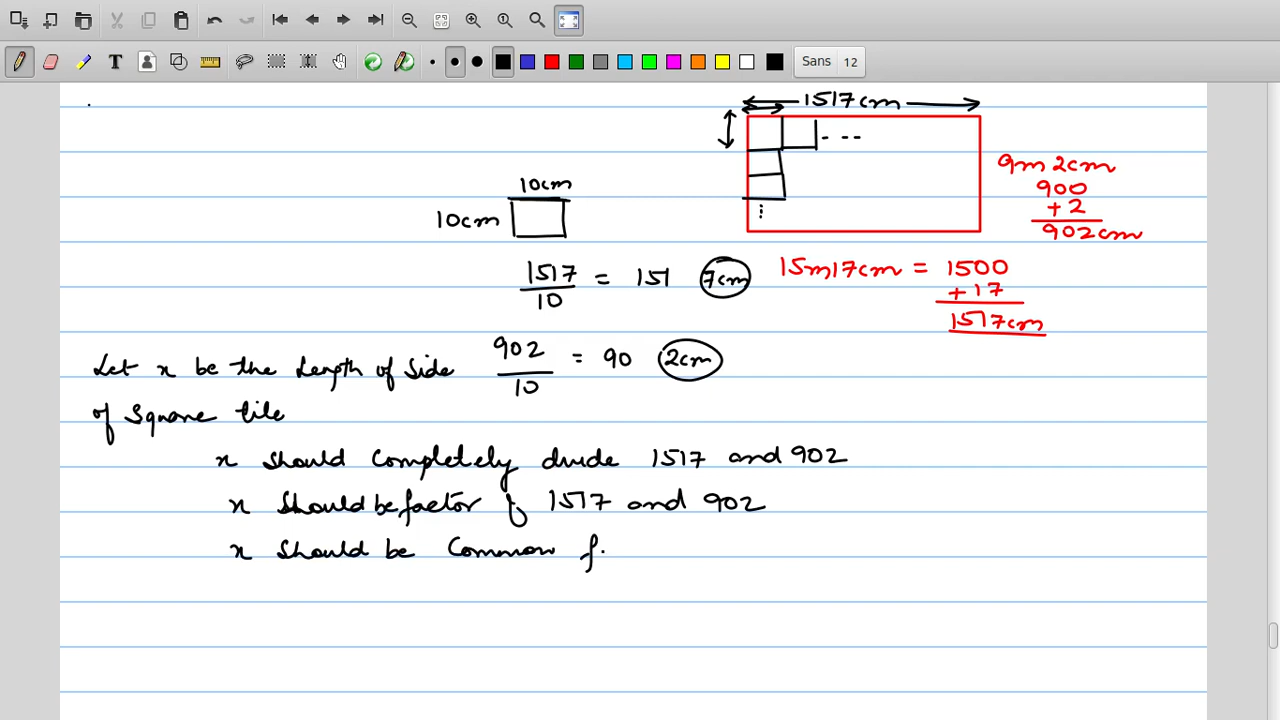 Sans 12
1517cm
9m 2cm
900
+ 2
902cm
10cm
10cm
1517/10 = 151 7cm
15m17cm = 1500
+ 17
1517cm
Let x be the length of side
902/10 = 90 2cm
of square tile
x should completely divide 1517 and 902
x should be factor of 1517 and 902
x should be common f